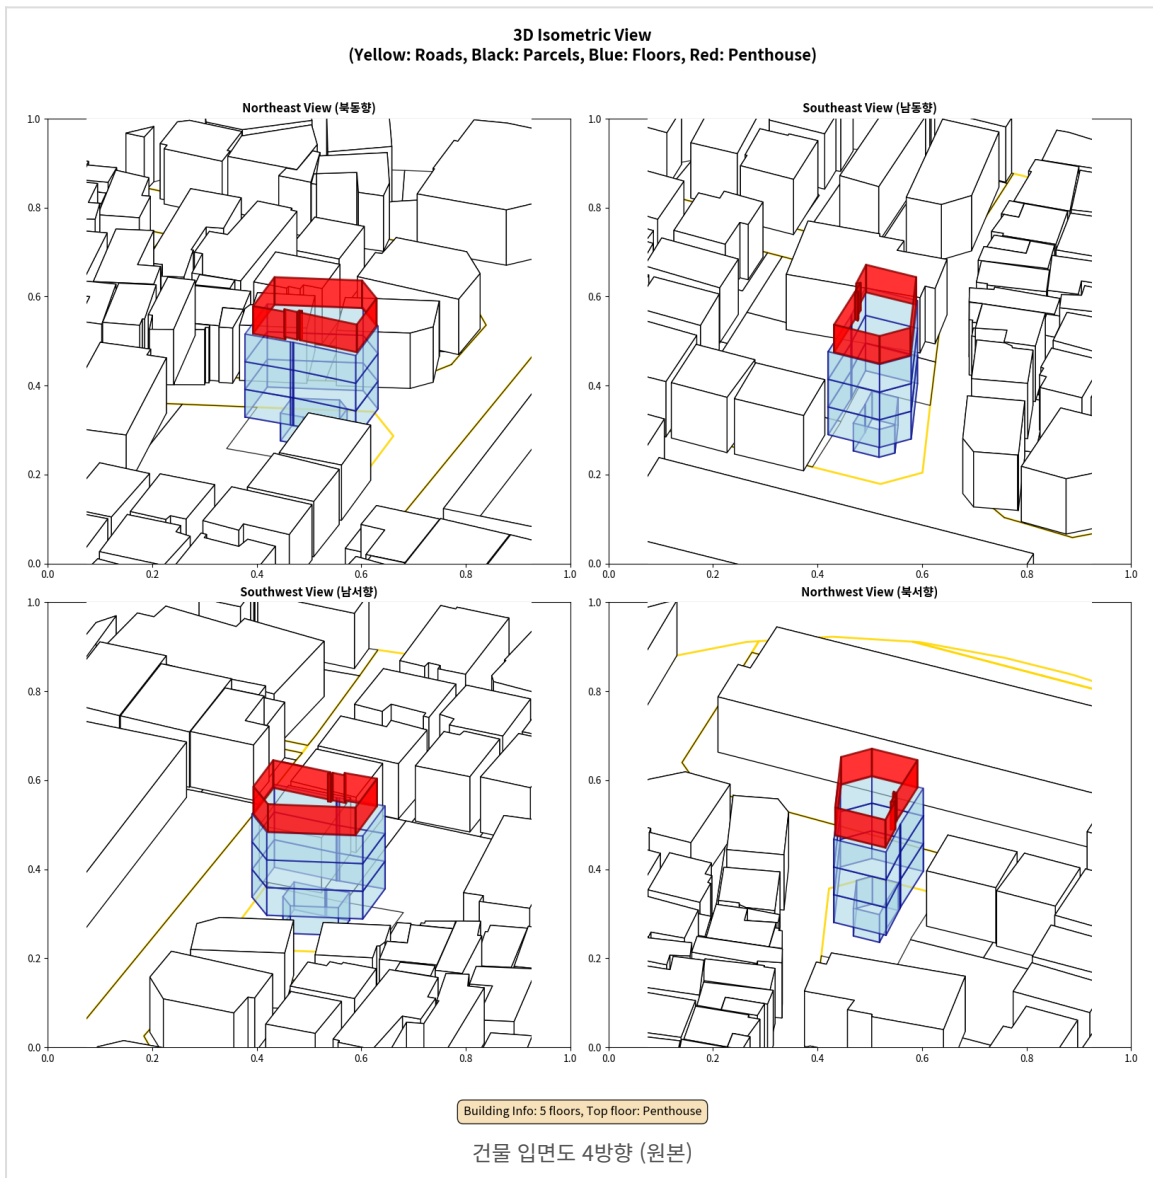 3D Isometric View
(Yellow: Roads, Black: Parcels, Blue: Floors, Red: Penthouse)
Northeast View (북동향)
1.0
0.8
0.6
0.4
0.2
0.0
0.0 0.2 0.4 0.6 0.8 1.0
Southeast View (남동향)
1.0
0.8
0.6
0.4
0.2
0.0
0.0 0.2 0.4 0.6 0.8 1.0
Southwest View (남서향)
1.0
0.8
0.6
0.4
0.2
0.0
0.0 0.2 0.4 0.6 0.8 1.0
Northwest View (북서향)
1.0
0.8
0.6
0.4
0.2
0.0
0.0 0.2 0.4 0.6 0.8 1.0
Building Info: 5 floors, Top floor: Penthouse
건물 입면도 4방향 (원본)